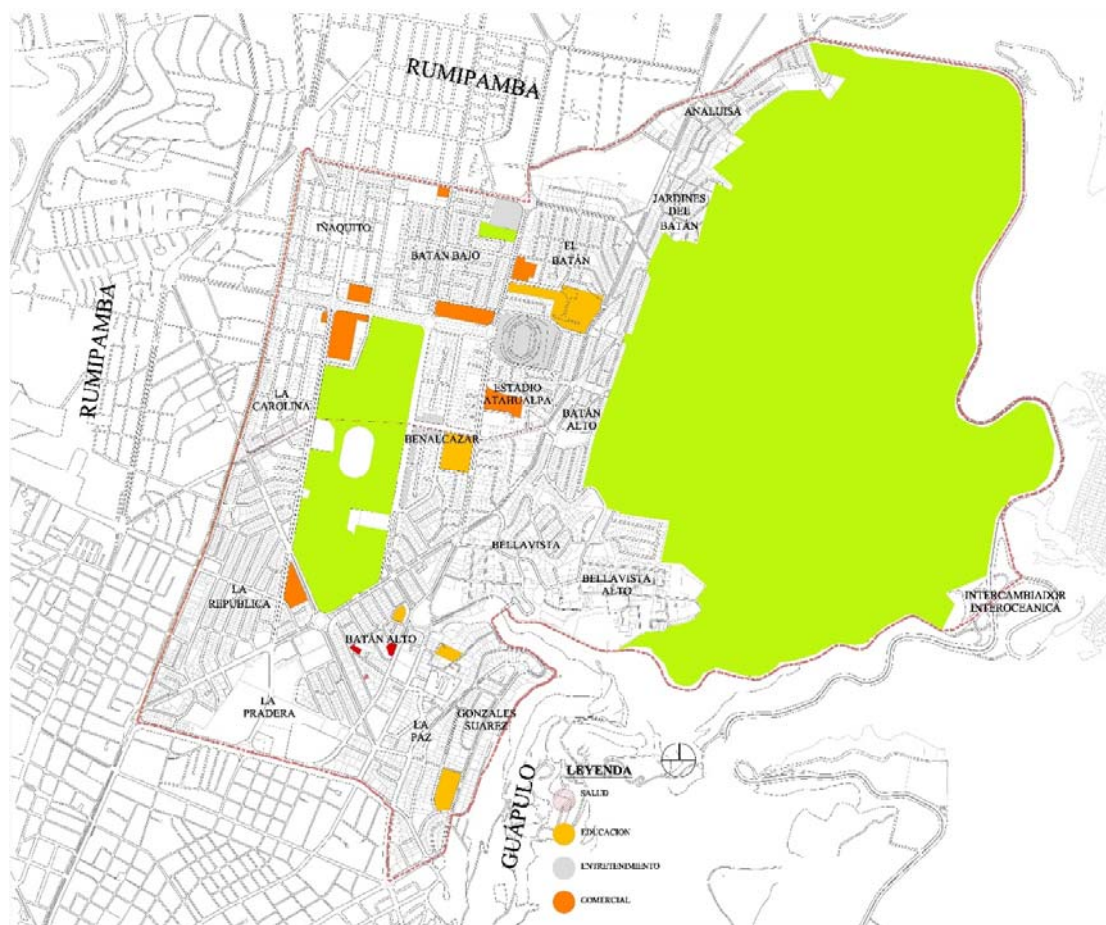 RUMIPAMBA
ANALUISA
JARDINES
DEL
BATÁN
IÑAQUITO
BATÁN BAJO
EL
BATÁN
RUMIPAMBA
LA
CAROLINA
ESTADIO
ATAHUALPA
BATÁN
ALTO
BENALCAZAR
BELLAVISTA
BELLAVISTA
ALTO
INTERCAMBIADOR
INTEROCEANICA
LA
REPÚBLICA
BATÁN ALTO
LA
PRADERA
LA
PAZ
GONZALES
SUAREZ
GUÁPULO
LEYENDA
SALUD
EDUCACION
ENTRETENIMIENTO
COMERCIAL